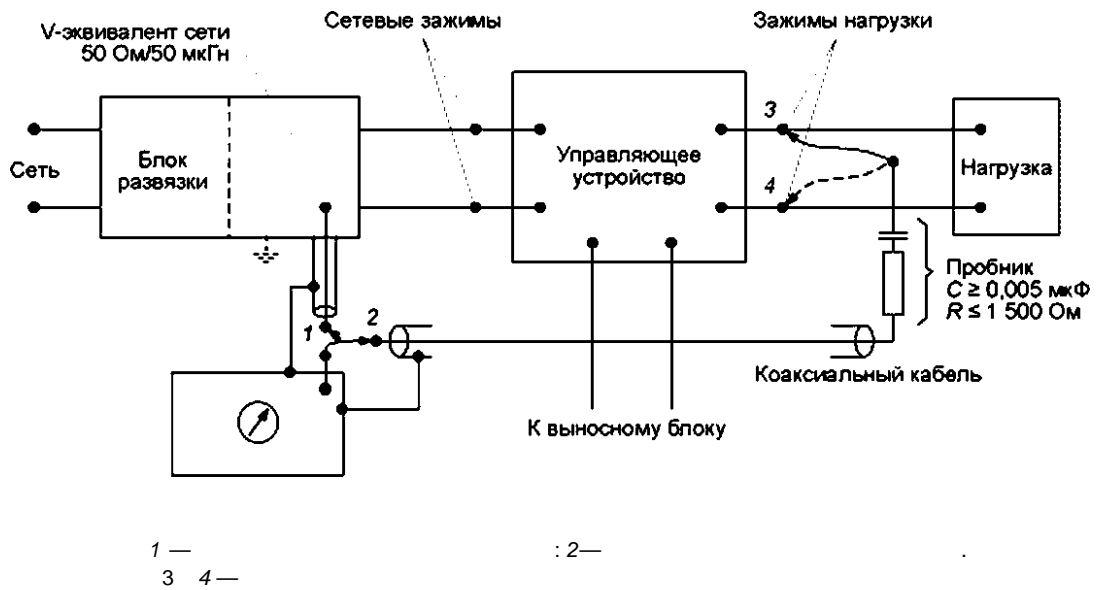 Сетевые зажимы
Зажимы нагрузки
V-эквивалент сети
50 Ом/50 мкГн
Сеть
Блок
развязки
Управляющее
устройство
3
4
Нагрузка
Пробник
C ≥ 0,005 мкФ
R ≤ 1 500 Ом
1
2
Коаксиальный кабель
К выносному блоку
1 — : 2— .
3 4 —